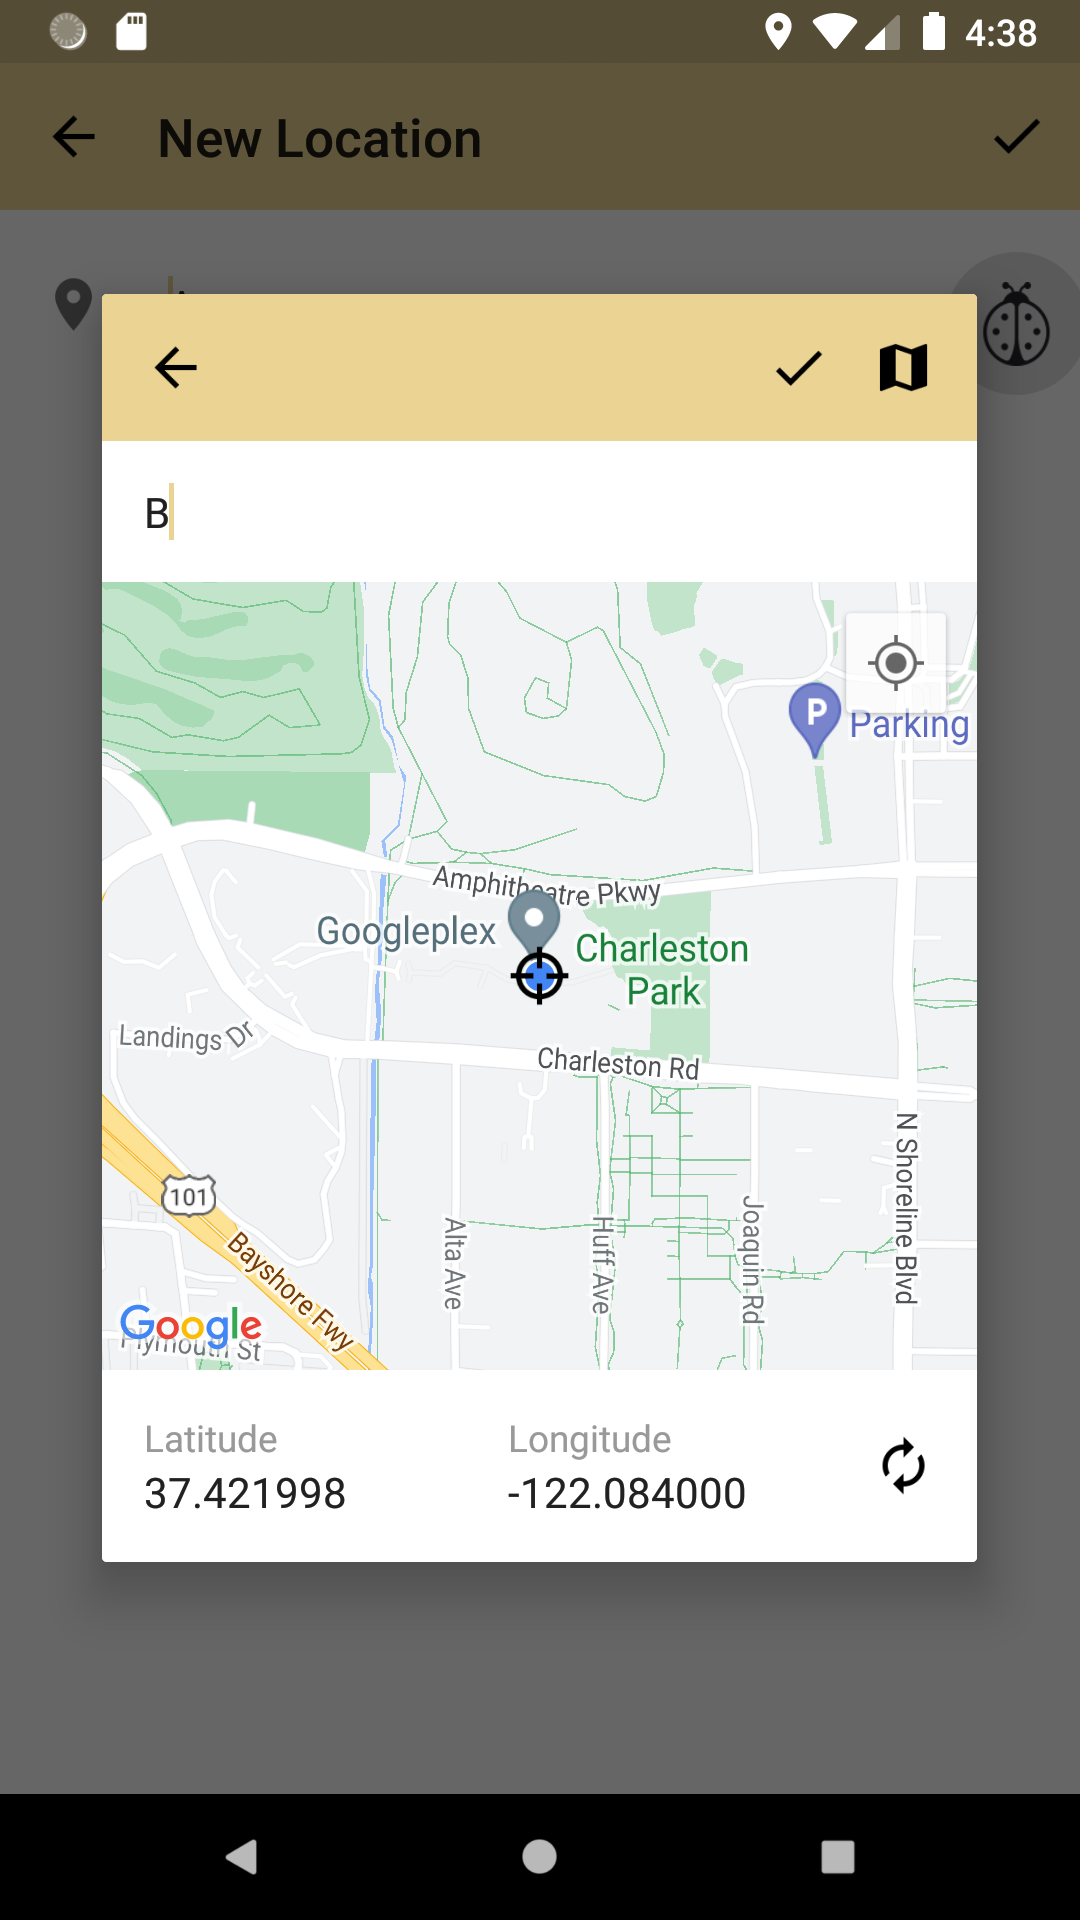 4:38
New Location
B
P
Parking
Amphitheatre Pkwy
Googleplex
Charleston
Park
Landings Dr
Charleston Rd
N Shoreline Blvd
101
Bayshore Fwy
Alta Ave
Huff Ave
Joaquin Rd
Google
Plymouth St
Latitude
Longitude
37.421998
-122.084000